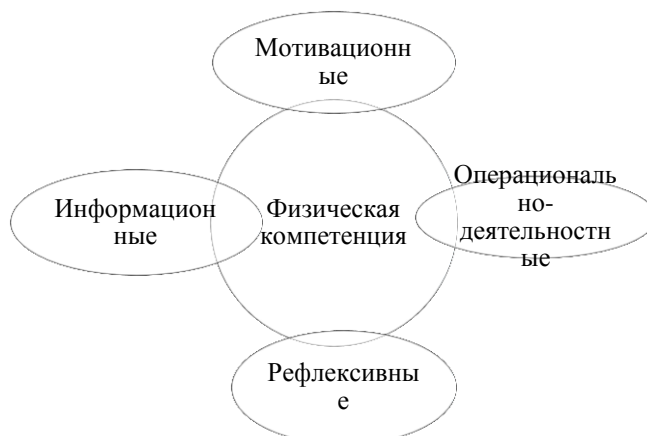 Мотивационн
ые
Информацион
ные
Физическая
компетенция
Операциональ
но-
деятельностн
ые
Рефлексивны
е